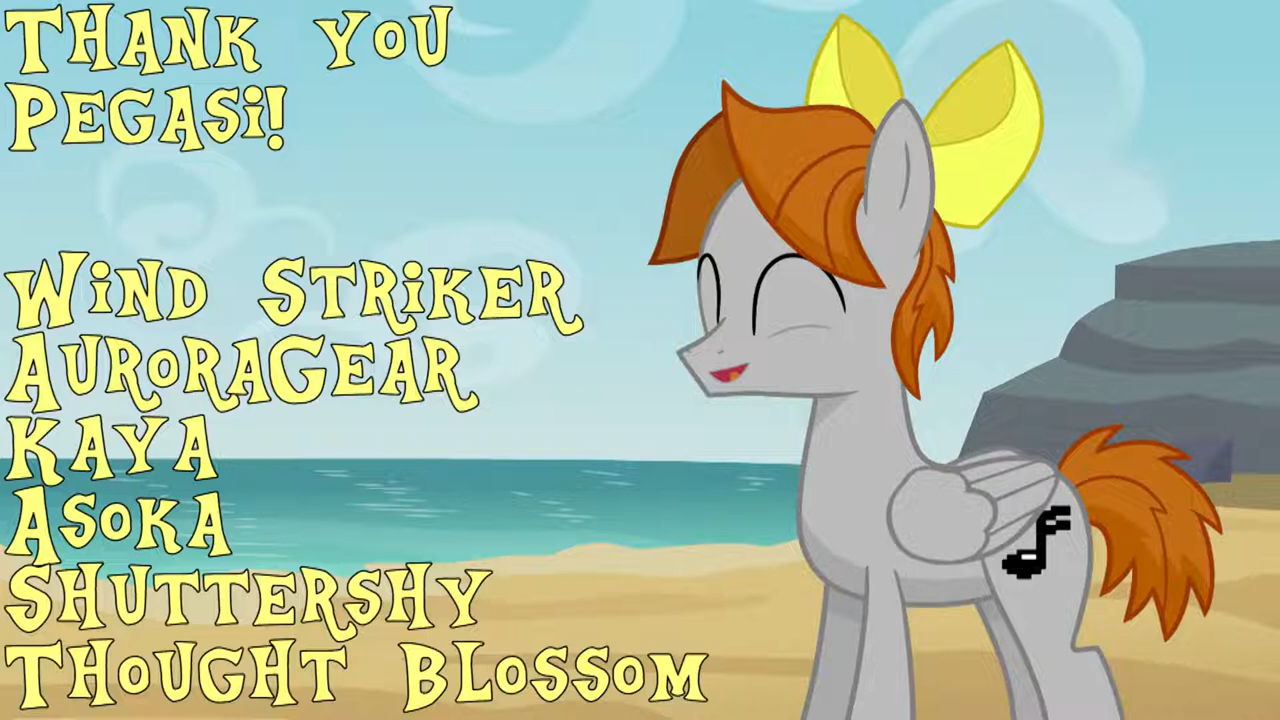 Thank you
Pegasi!
Wind Striker
AuroraGear
Kaya
Asoka
Shuttershy
Thought Blossom